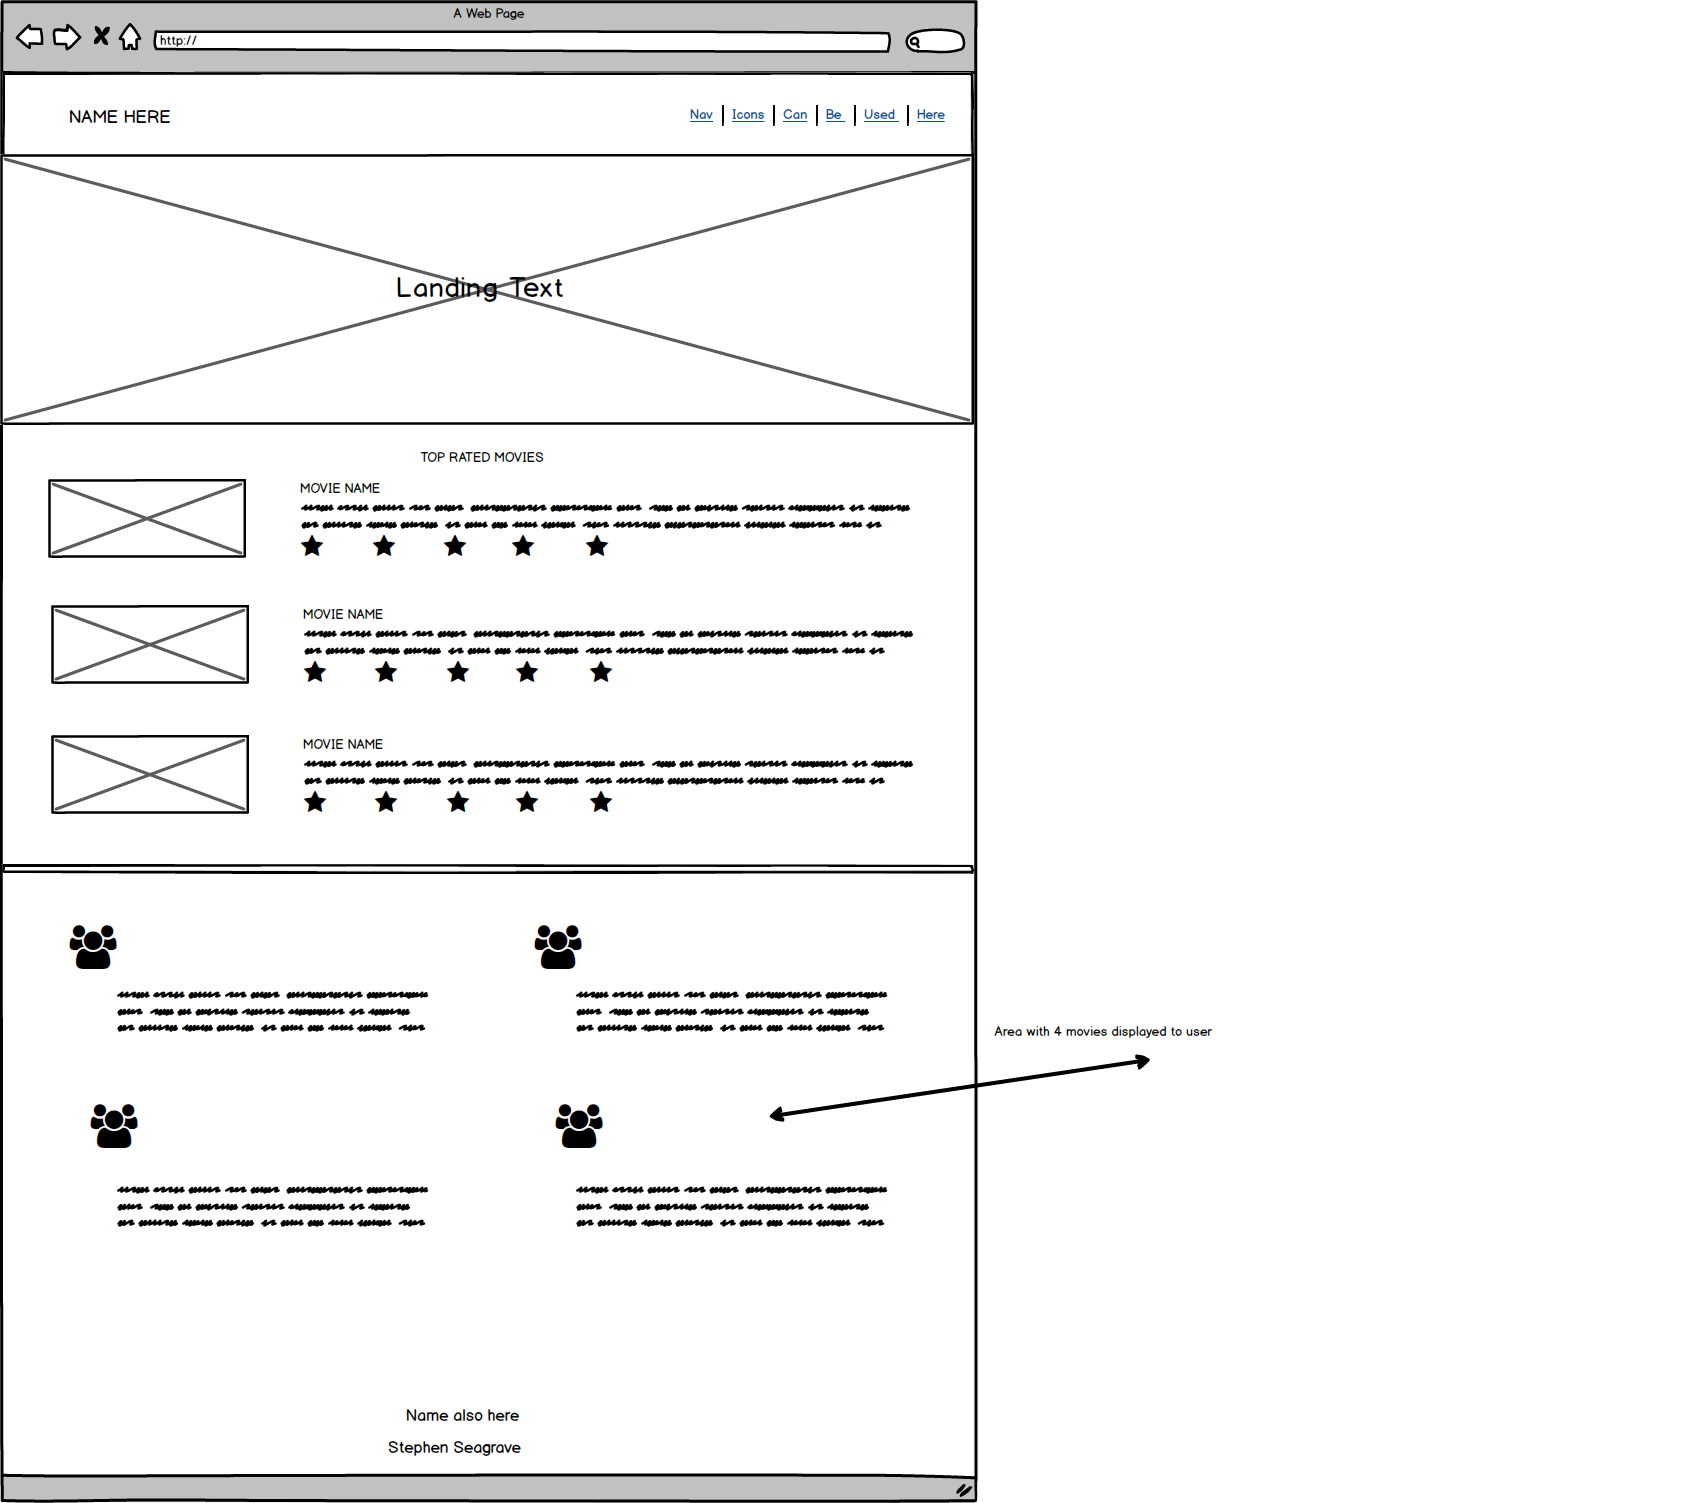 A Web Page
http://
NAME HERE
Nav Icons Can Be Used Here
Landing Text
TOP RATED MOVIES
MOVIE NAME
MOVIE NAME
MOVIE NAME
Area with 4 movies displayed to user
Name also here
Stephen Seagrave